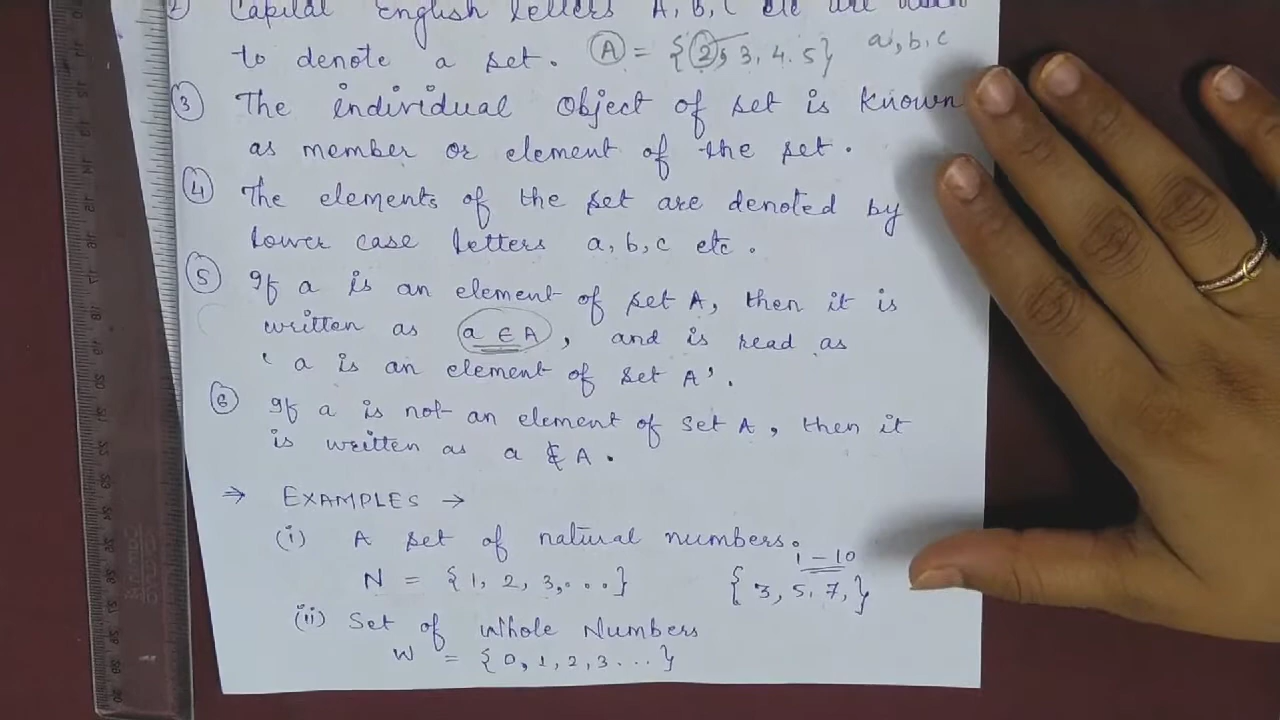 2 Capital English letters A, B, C etc are
to denote a set. A = {2, 3, 4. 5} a, b, c
3 The individual object of set is known
as member or element of the set.
4 The elements of the set are denoted by
lower case letters a, b, c etc.
5 If a is an element of set A, then it is
written as a ∈ A, and is read as
' a is an element of set A'.
6 If a is not an element of set A, then it
is written as a ∉ A.
⇒ EXAMPLES →
(i) A set of natural numbers.
1 – 10
N = {1, 2, 3, . . . } { 3, 5, 7, }
(ii) Set of Whole Numbers
W = {0, 1, 2, 3 . . . }